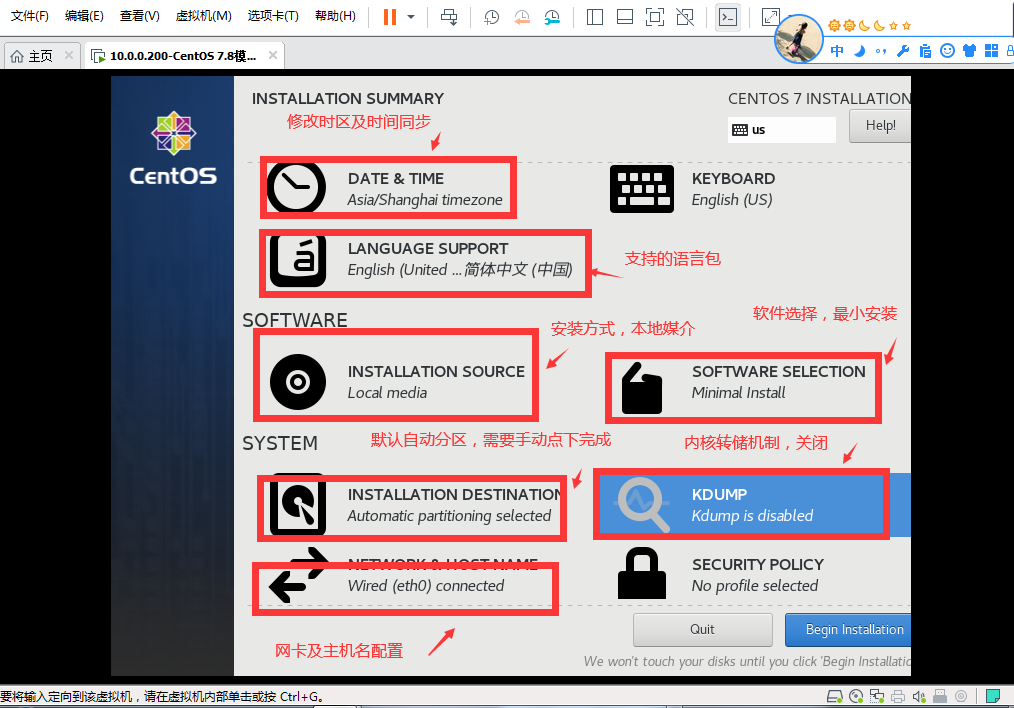 文件(F) 编辑(E) 查看(V) 虚拟机(M) 选项卡(T) 帮助(H)
中
主页
10.0.0.200-CentOS 7.8模...
INSTALLATION SUMMARY
CENTOS 7 INSTALLATION
修改时区及时间同步
us
Help!
CentOS
DATE & TIME
Asia/Shanghai timezone
KEYBOARD
English (US)
LANGUAGE SUPPORT
English (United ...简体中文 (中国)
支持的语言包
SOFTWARE
安装方式，本地媒介
软件选择，最小安装
INSTALLATION SOURCE
Local media
SOFTWARE SELECTION
Minimal Install
SYSTEM
默认自动分区，需要手动点下完成
内核转储机制，关闭
INSTALLATION DESTINATION
Automatic partitioning selected
KDUMP
Kdump is disabled
NETWORK & HOST NAME
Wired (eth0) connected
SECURITY POLICY
No profile selected
网卡及主机名配置
Quit
Begin Installation
We won't touch your disks until you click 'Begin Installatio
要将输入定向到该虚拟机，请在虚拟机内部单击或按 Ctrl+G。